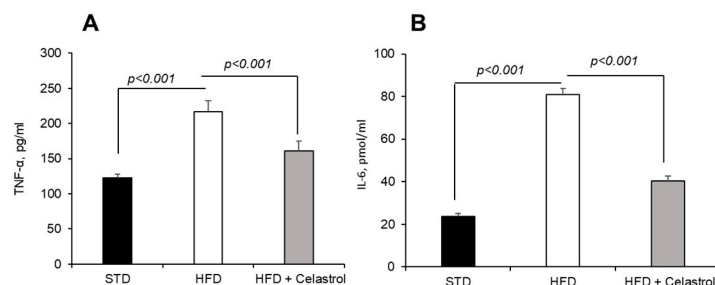 A
TNF-α, pg/ml
300
250
200
150
100
50
0
p<0.001
p<0.001
STD
HFD
HFD + Celastrol
B
IL-6, pmol/ml
100
80
60
40
20
0
p<0.001
p<0.001
STD
HFD
HFD + Celastrol